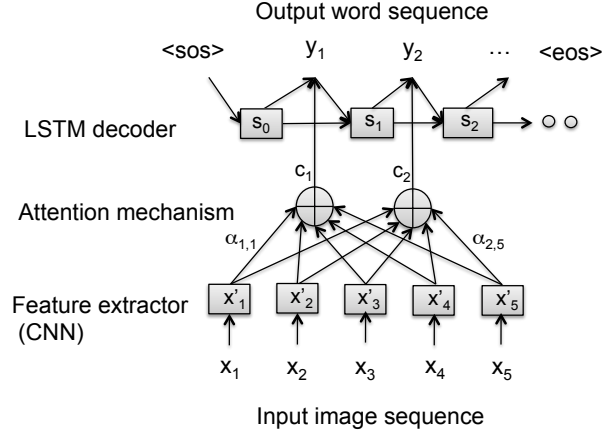 Output word sequence
<sos> y1 y2 … <eos>
LSTM decoder s0 s1 s2
c1 c2
Attention mechanism
α1,1 α2,5
Feature extractor x'1 x'2 x'3 x'4 x'5
(CNN)
x1 x2 x3 x4 x5
Input image sequence